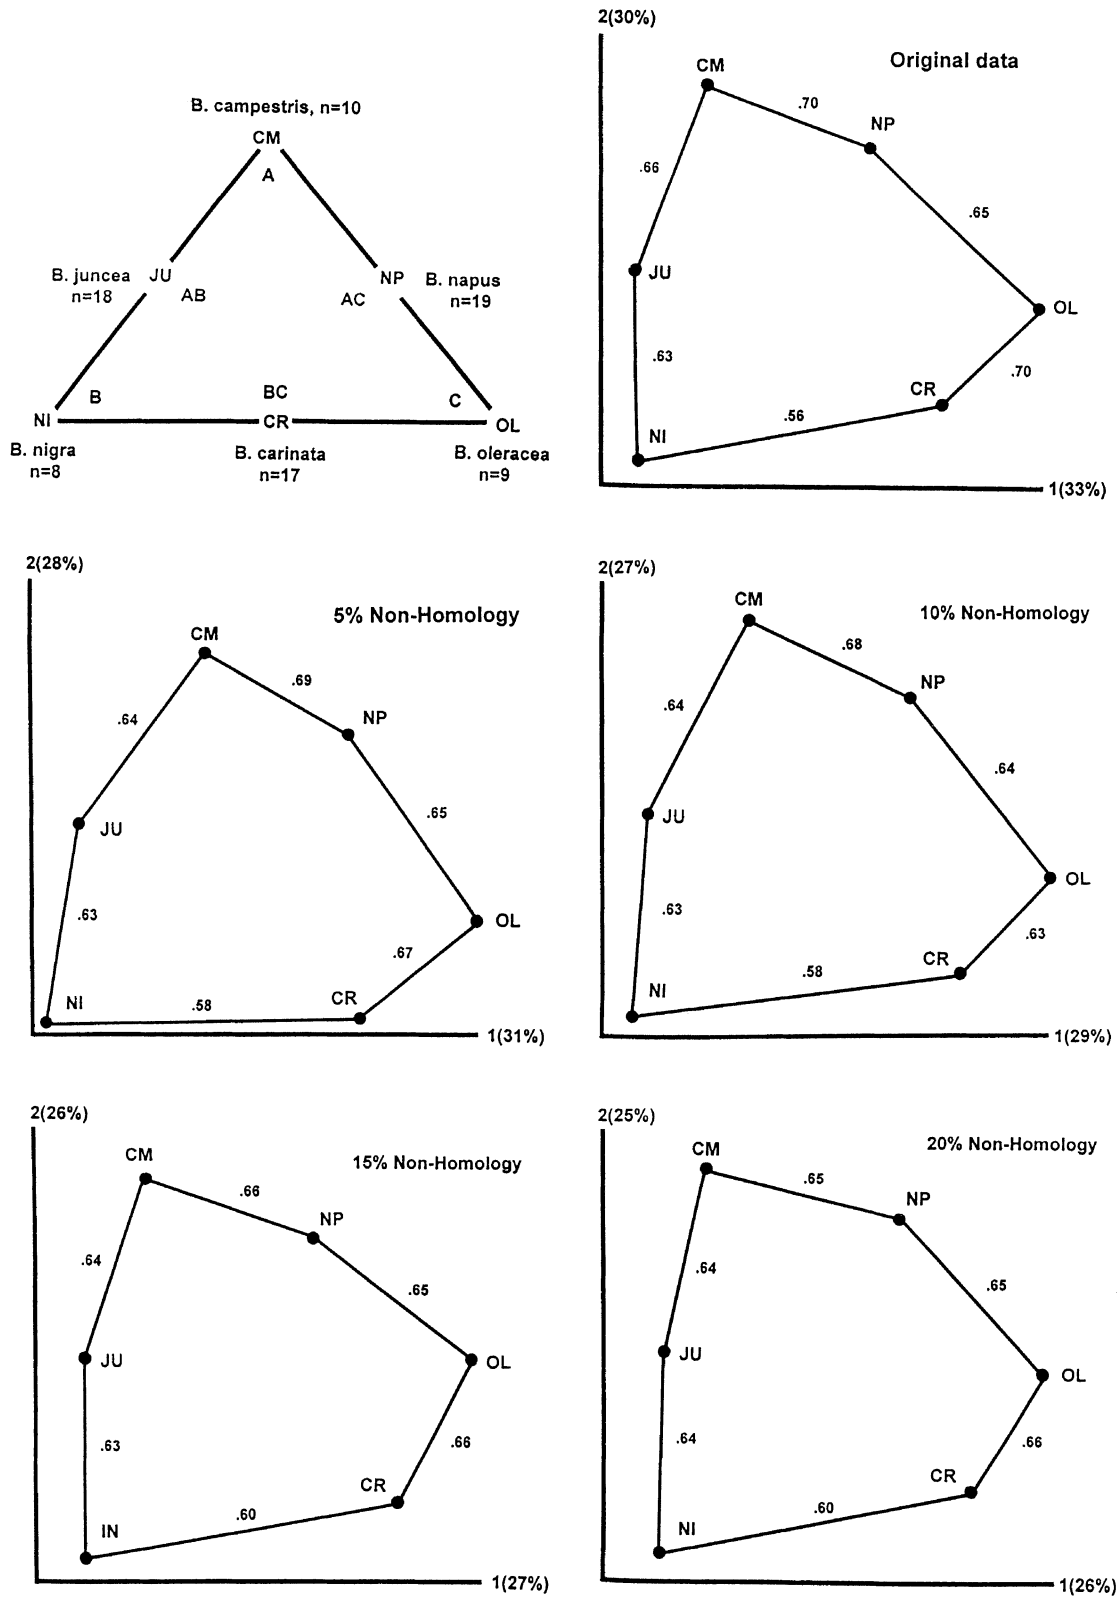 B. campestris, n=10
CM
A
B. juncea JU
n=18
AB
NP B. napus
AC n=19
B
BC
C
NI
CR
OL
B. nigra
n=8
B. carinata
n=17
B. oleracea
n=9
2(30%)
Original data
CM
.70
NP
.66
.65
JU
OL
.63
.70
CR
.56
NI
1(33%)
2(28%)
5% Non-Homology
CM
.69
NP
.64
.65
JU
.63
OL
.67
NI
.58
CR
1(31%)
2(27%)
CM
10% Non-Homology
.68
NP
.64
.64
JU
OL
.63
.63
CR
.58
NI
1(29%)
2(26%)
CM
15% Non-Homology
.66
NP
.64
.65
JU
OL
.63
.66
CR
.60
IN
1(27%)
2(25%)
20% Non-Homology
CM
.65
NP
.64
.65
JU
OL
.64
.66
CR
.60
NI
1(26%)